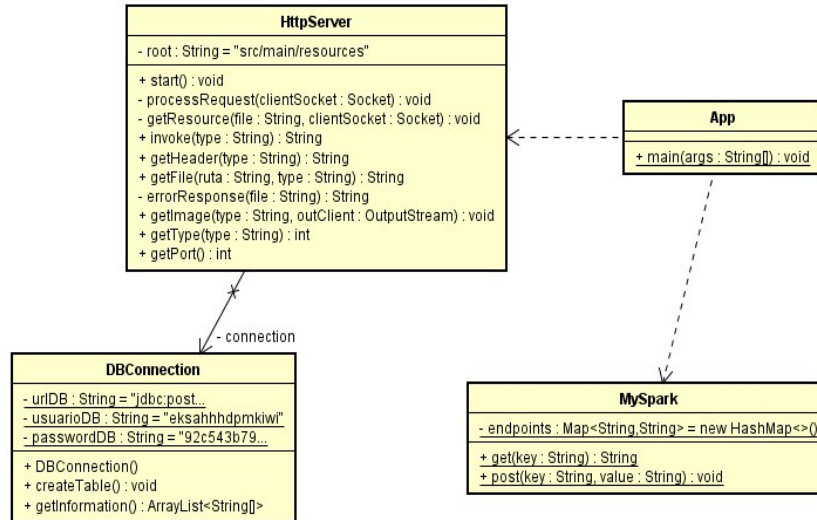 HttpServer
- root : String = "src/main/resources"
+ start() : void
- processRequest(clientSocket : Socket) : void
- getResource(file : String, clientSocket : Socket) : void
+ invoke(type : String) : String
+ getHeader(type : String) : String
+ getFile(ruta : String, type : String) : String
- errorResponse(file : String) : String
+ getImage(type : String, outClient : OutputStream) : void
+ getType(type : String) : int
+ getPort() : int
App
+ main(args : String[]) : void
- connection
DBConnection
- urlDB : String = "jdbc:post...
- usuarioDB : String = "eksahhhdpmkiwi"
- passwordDB : String = "92c543b79...
+ DBConnection()
+ createTable() : void
+ getInformation() : ArrayList<String[]>
MySpark
- endpoints : Map<String,String> = new HashMap<>()
+ get(key : String) : String
+ post(key : String, value : String) : void